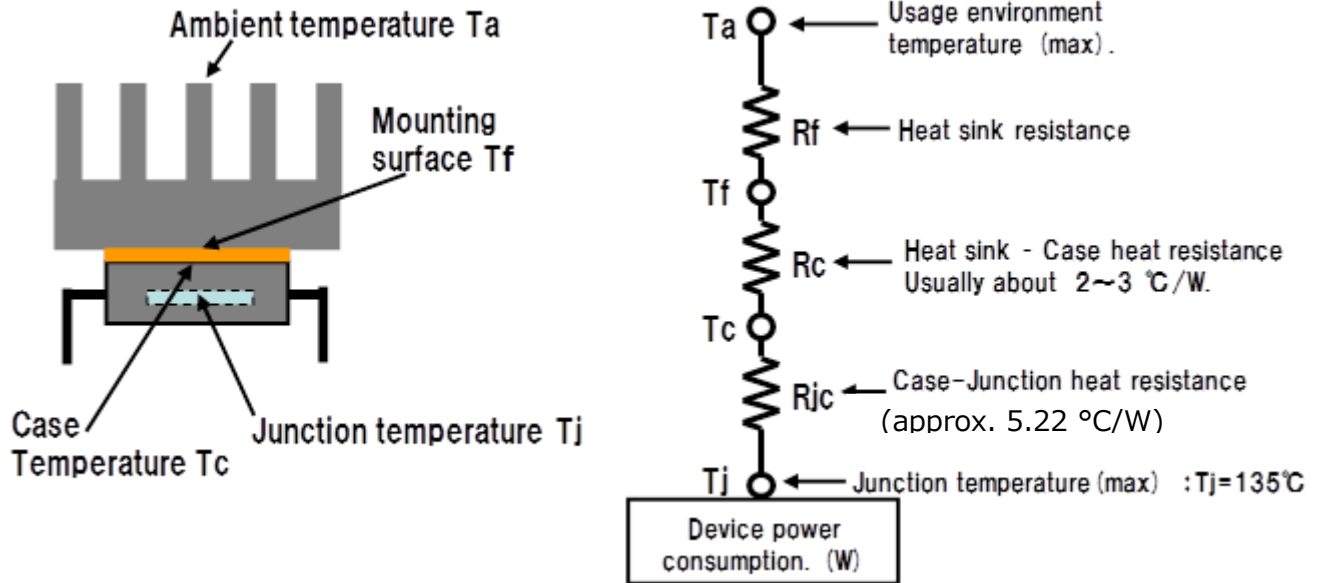 Ambient temperature Ta
Mounting
surface Tf
Case
Temperature Tc
Junction temperature Tj
Ta
Usage environment
temperature (max).
Rf
Heat sink resistance
Tf
Rc
Heat sink - Case heat resistance
Usually about 2~3 ℃/W.
Tc
Rjc
Case-Junction heat resistance
(approx. 5.22 °C/W)
Tj
Junction temperature (max) :Tj=135℃
Device power
consumption. (W)